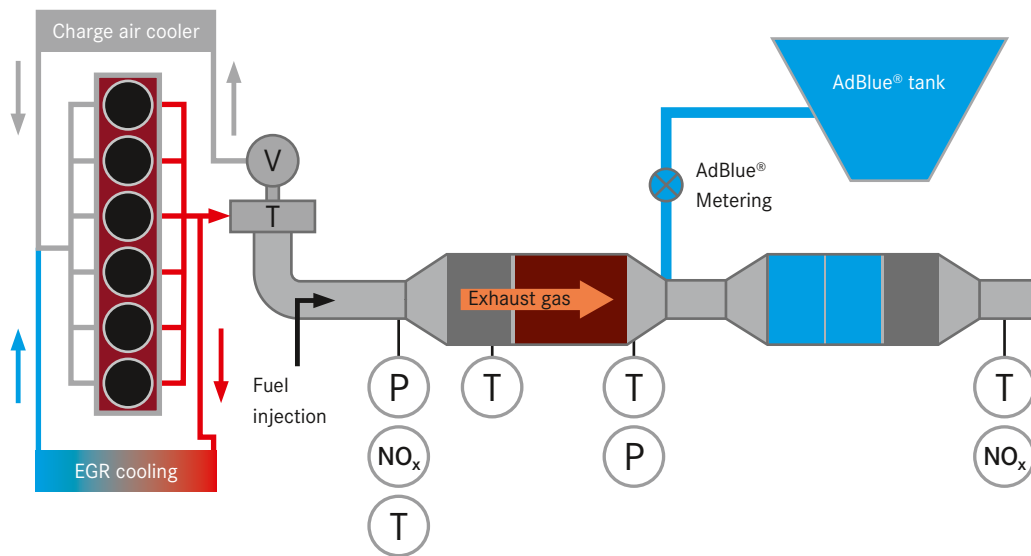 Charge air cooler
AdBlue® tank
V
T
AdBlue®
Metering
Exhaust gas
Fuel
injection
P
T
T
T
NOₓ
P
NOₓ
EGR cooling
T